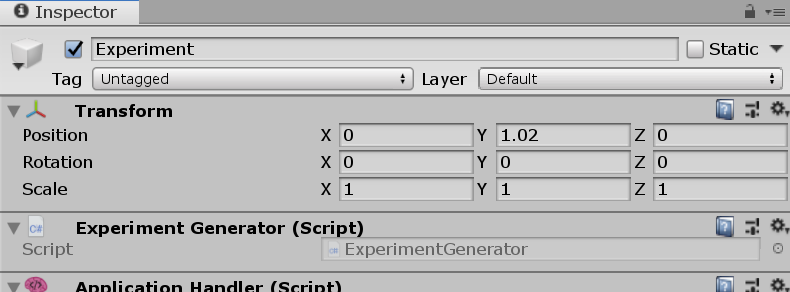 Inspector
Experiment Static
Tag Untagged Layer Default
Transform
Position X 0 Y 1.02 Z 0
Rotation X 0 Y 0 Z 0
Scale X 1 Y 1 Z 1
C# Experiment Generator (Script)
Script ExperimentGenerator
Application Handler (Script)